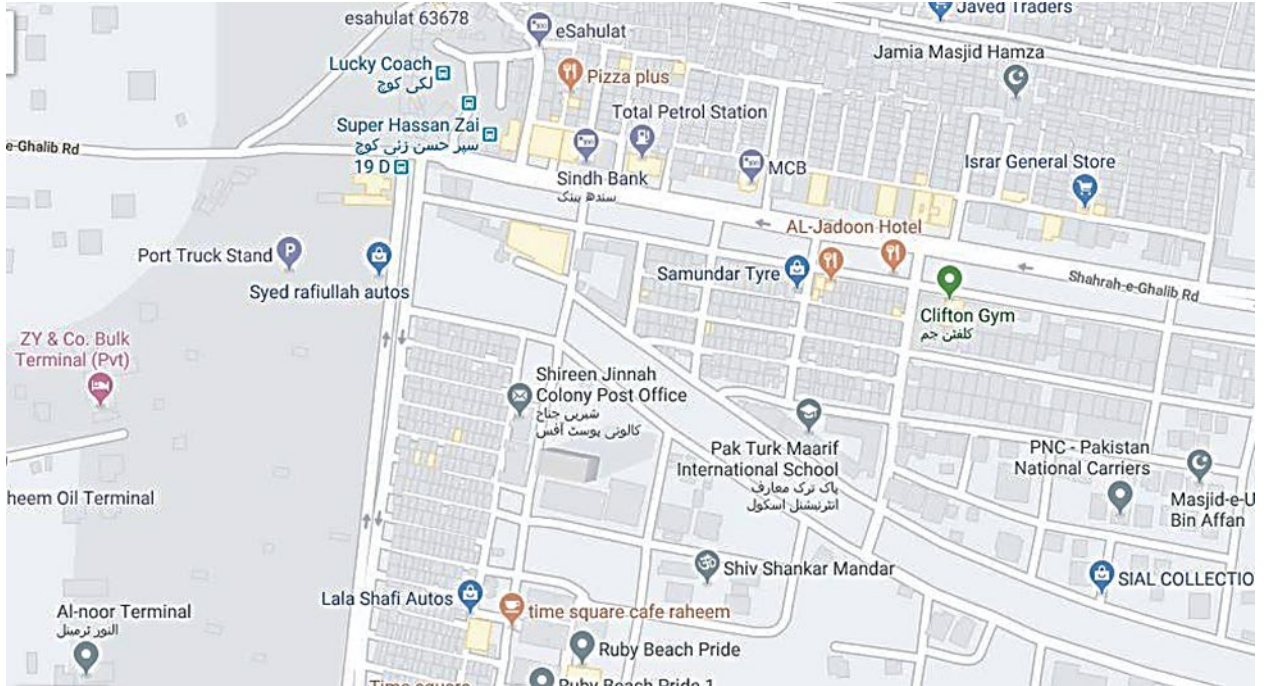 esahulat 63678
eSahulat
Javed Traders
Lucky Coach
لکی کوچ
Pizza plus
Jamia Masjid Hamza
Total Petrol Station
Super Hassan Zai
سپر حسن زئی کوچ
19 D
e-Ghalib Rd
Sindh Bank
سندھ بینک
MCB
Israr General Store
AL-Jadoon Hotel
Port Truck Stand
Syed rafiullah autos
Samundar Tyre
Shahrah-e-Ghalib Rd
Clifton Gym
کلفٹن جم
ZY & Co. Bulk
Terminal (Pvt)
Shireen Jinnah
Colony Post Office
شیریں جناح
کالونی پوسٹ آفس
Pak Turk Maarif
International School
پاک ترک معارف
انٹرنیشنل اسکول
PNC - Pakistan
National Carriers
Masjid-e-U
Bin Affan
heem Oil Terminal
Shiv Shankar Mandar
SIAL COLLECTIO
Lala Shafi Autos
time square cafe raheem
Al-noor Terminal
النور ٹرمینل
Ruby Beach Pride
Ruby Beach Pride 1
Time square